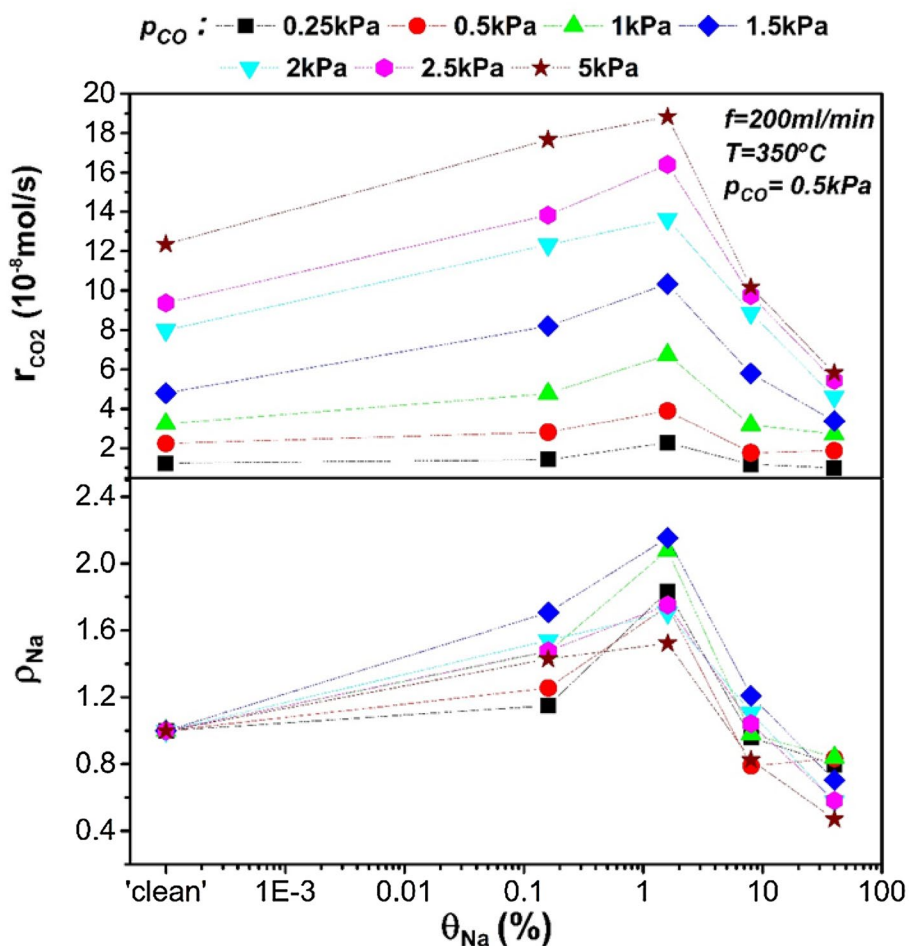 pCO : 0.25kPa 0.5kPa 1kPa 1.5kPa
2kPa 2.5kPa 5kPa
20
18
16
14
12
10
8
6
4
2
rCO2 (10-8mol/s)
f=200ml/min
T=350ºC
pCO= 0.5kPa
2.4
2.0
1.6
1.2
0.8
0.4
ρNa
'clean' 1E-3 0.01 0.1 1 10 100
θNa (%)